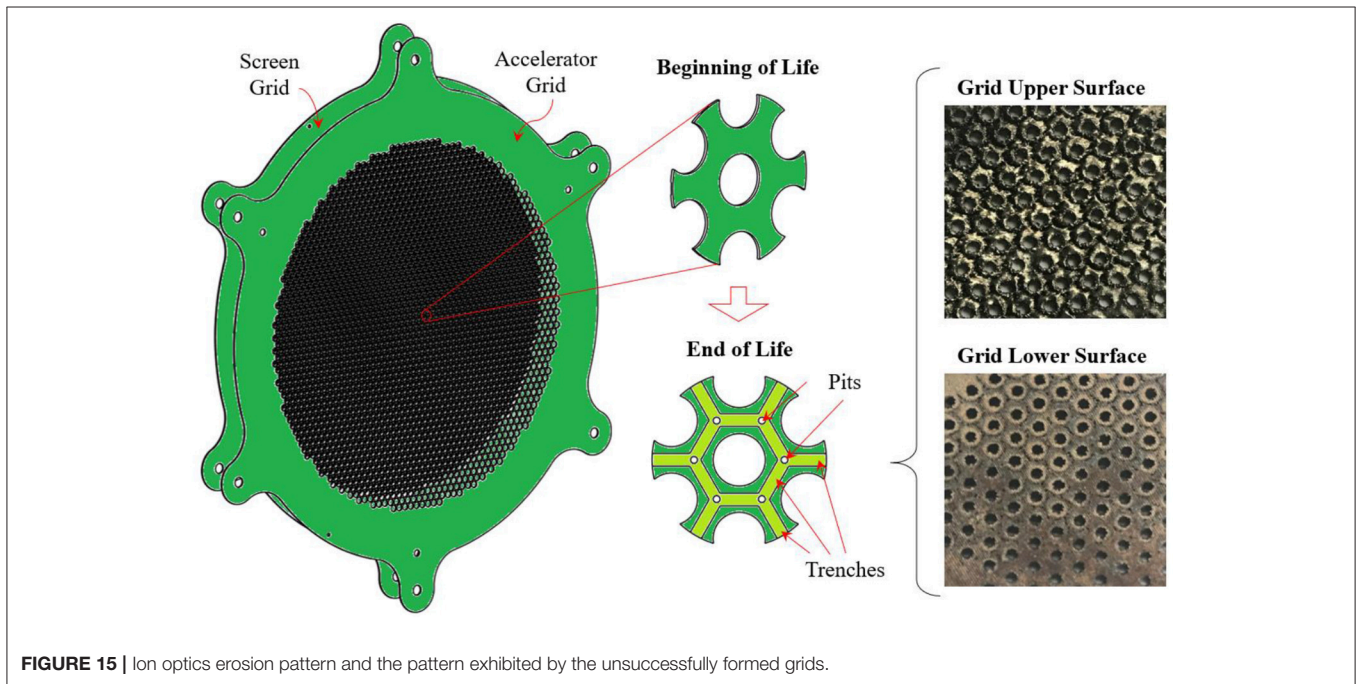 Screen
Grid
Accelerator
Grid
Beginning of Life
End of Life
Pits
Trenches
Grid Upper Surface
Grid Lower Surface
FIGURE 15 | Ion optics erosion pattern and the pattern exhibited by the unsuccessfully formed grids.